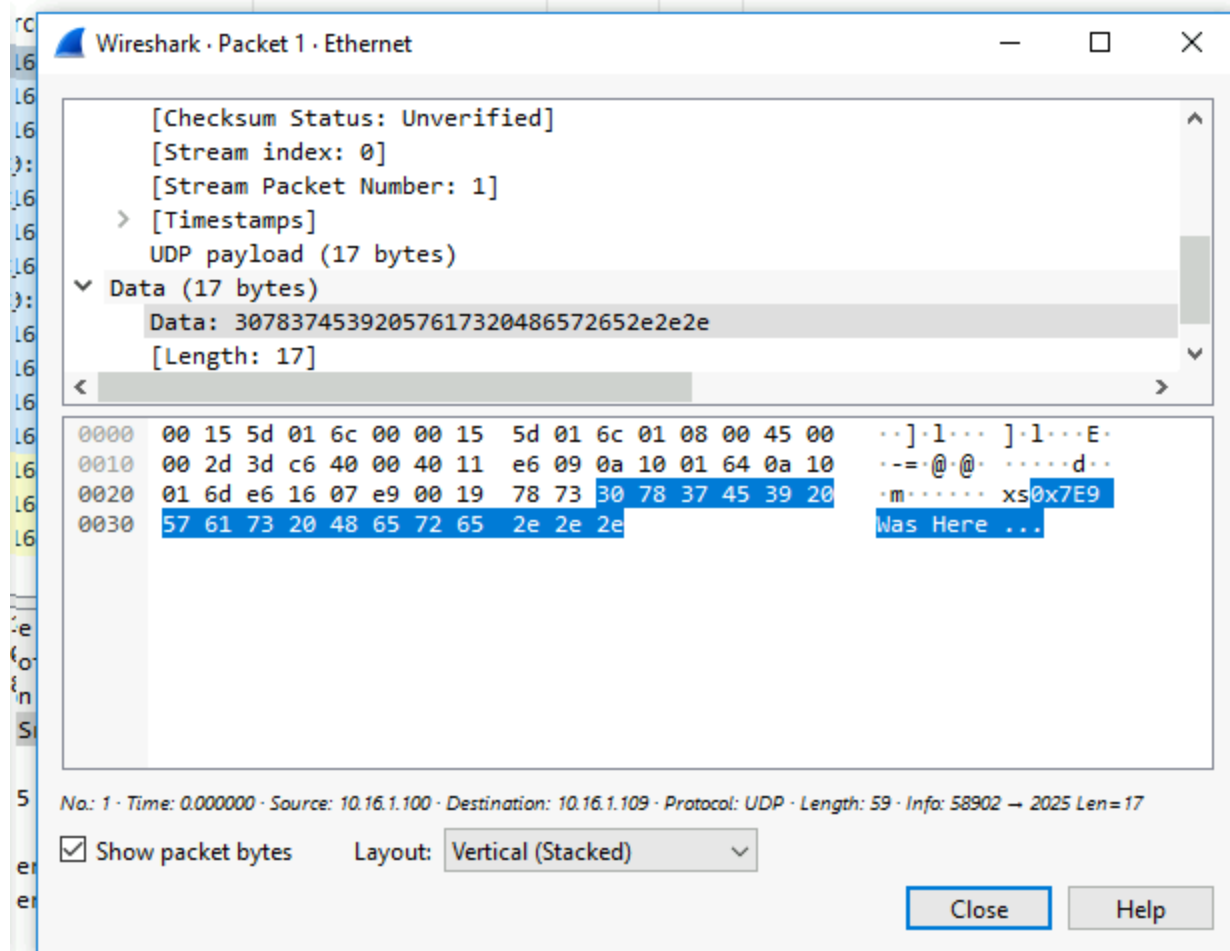 Wireshark · Packet 1 · Ethernet
[Checksum Status: Unverified]
[Stream index: 0]
[Stream Packet Number: 1]
[Timestamps]
UDP payload (17 bytes)
Data (17 bytes)
Data: 30783745392057617320486572652e2e2e
[Length: 17]
0000 00 15 5d 01 6c 00 00 15 5d 01 6c 01 08 00 45 00 ··]·l··· ]·l···E·
0010 00 2d 3d c6 40 00 40 11 e6 09 0a 10 01 64 0a 10 ·-=·@·@· ·····d··
0020 01 6d e6 16 07 e9 00 19 78 73 30 78 37 45 39 20 ·m······ xs0x7E9
0030 57 61 73 20 48 65 72 65 2e 2e 2e Was Here ...
No.: 1 · Time: 0.000000 · Source: 10.16.1.100 · Destination: 10.16.1.109 · Protocol: UDP · Length: 59 · Info: 58902 → 2025 Len=17
Show packet bytes Layout: Vertical (Stacked)
Close Help